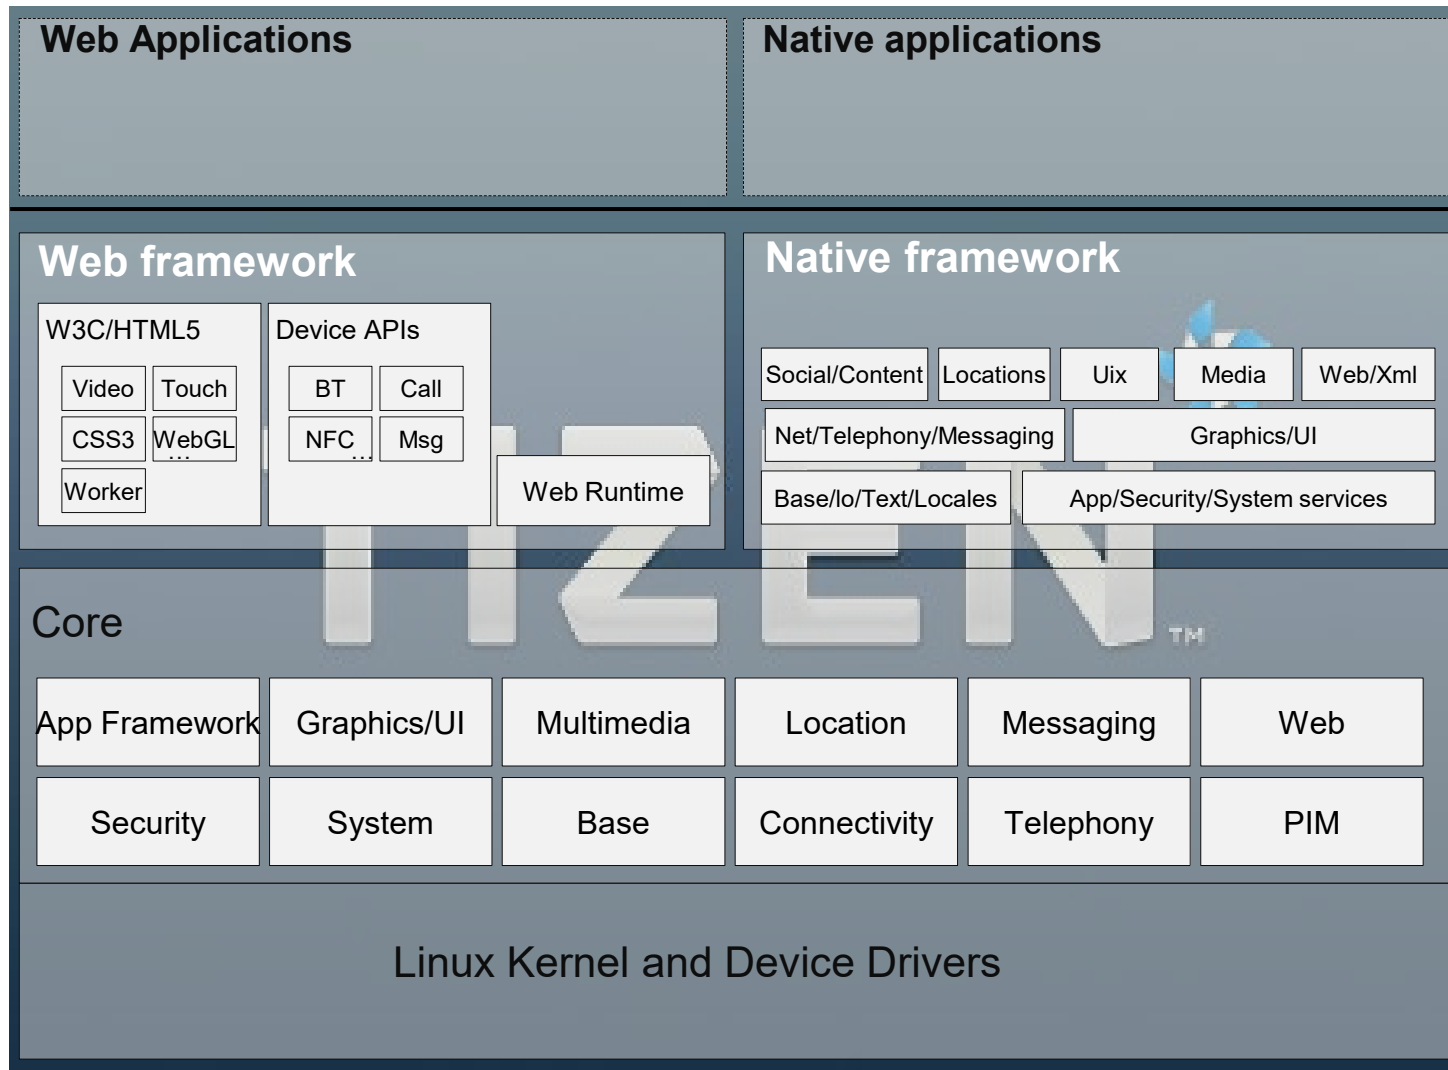 Web Applications
Native applications
Web framework
Native framework
W3C/HTML5
Device APIs
Video
Touch
BT
Call
CSS3
WebGL
...
NFC
...
Msg
Worker
Web Runtime
Social/Content
Locations
Uix
Media
Web/Xml
Net/Telephony/Messaging
Graphics/UI
Base/Io/Text/Locales
App/Security/System services
TIZEN
TM
Core
App Framework
Graphics/UI
Multimedia
Location
Messaging
Web
Security
System
Base
Connectivity
Telephony
PIM
Linux Kernel and Device Drivers